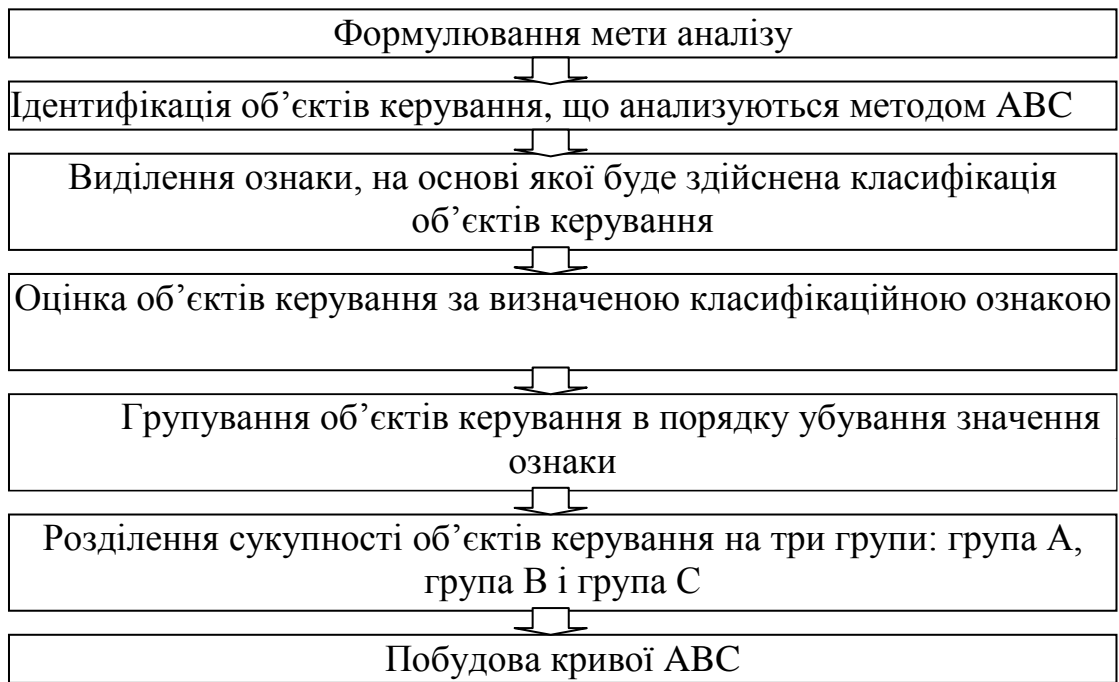 Формулювання мети аналізу
Ідентифікація об’єктів керування, що анализуються методом АВС
Виділення ознаки, на основі якої буде здійснена класифікація
об’єктів керування
Оцінка об’єктів керування за визначеною класифікаційною ознакою
Групування об’єктів керування в порядку убування значення
ознаки
Розділення сукупності об’єктів керування на три групи: група А,
група В і група С
Побудова кривої АВС